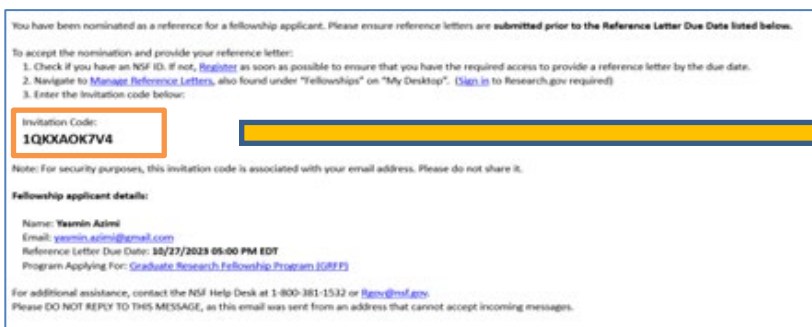 You have been nominated as a reference for a fellowship applicant. Please ensure reference letters are submitted prior to the Reference Letter Due Date listed below.
To accept the nomination and provide your reference letter:
1. Check if you have an NSF ID. If not, Register as soon as possible to ensure that you have the required access to provide a reference letter by the due date.
2. Navigate to Manage Reference Letters, also found under "Fellowships" on "My Desktop". (Sign in to Research.gov required)
3. Enter the Invitation code below:
Invitation Code:
1QKXAOK7V4
Note: For security purposes, this invitation code is associated with your email address. Please do not share it.
Fellowship applicant details:
Name: Yasmin Azimi
Email: yasmin.azimi@gmail.com
Reference Letter Due Date: 10/27/2023 05:00 PM EDT
Program Applying For: Graduate Research Fellowship Program (GRFP)
For additional assistance, contact the NSF Help Desk at 1-800-381-1532 or Rgov@nsf.gov.
Please DO NOT REPLY TO THIS MESSAGE, as this email was sent from an address that cannot accept incoming messages.